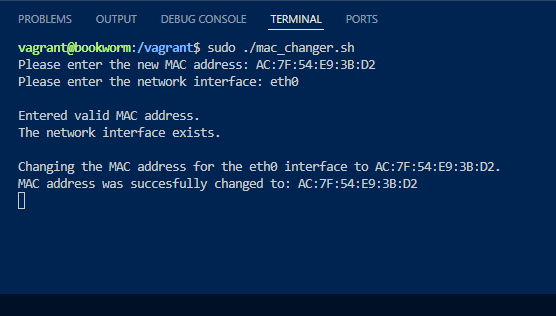 PROBLEMS OUTPUT DEBUG CONSOLE TERMINAL PORTS
vagrant@bookworm:/vagrant$ sudo ./mac_changer.sh
Please enter the new MAC address: AC:7F:54:E9:3B:D2
Please enter the network interface: eth0
Entered valid MAC address.
The network interface exists.
Changing the MAC address for the eth0 interface to AC:7F:54:E9:3B:D2.
MAC address was succesfully changed to: AC:7F:54:E9:3B:D2